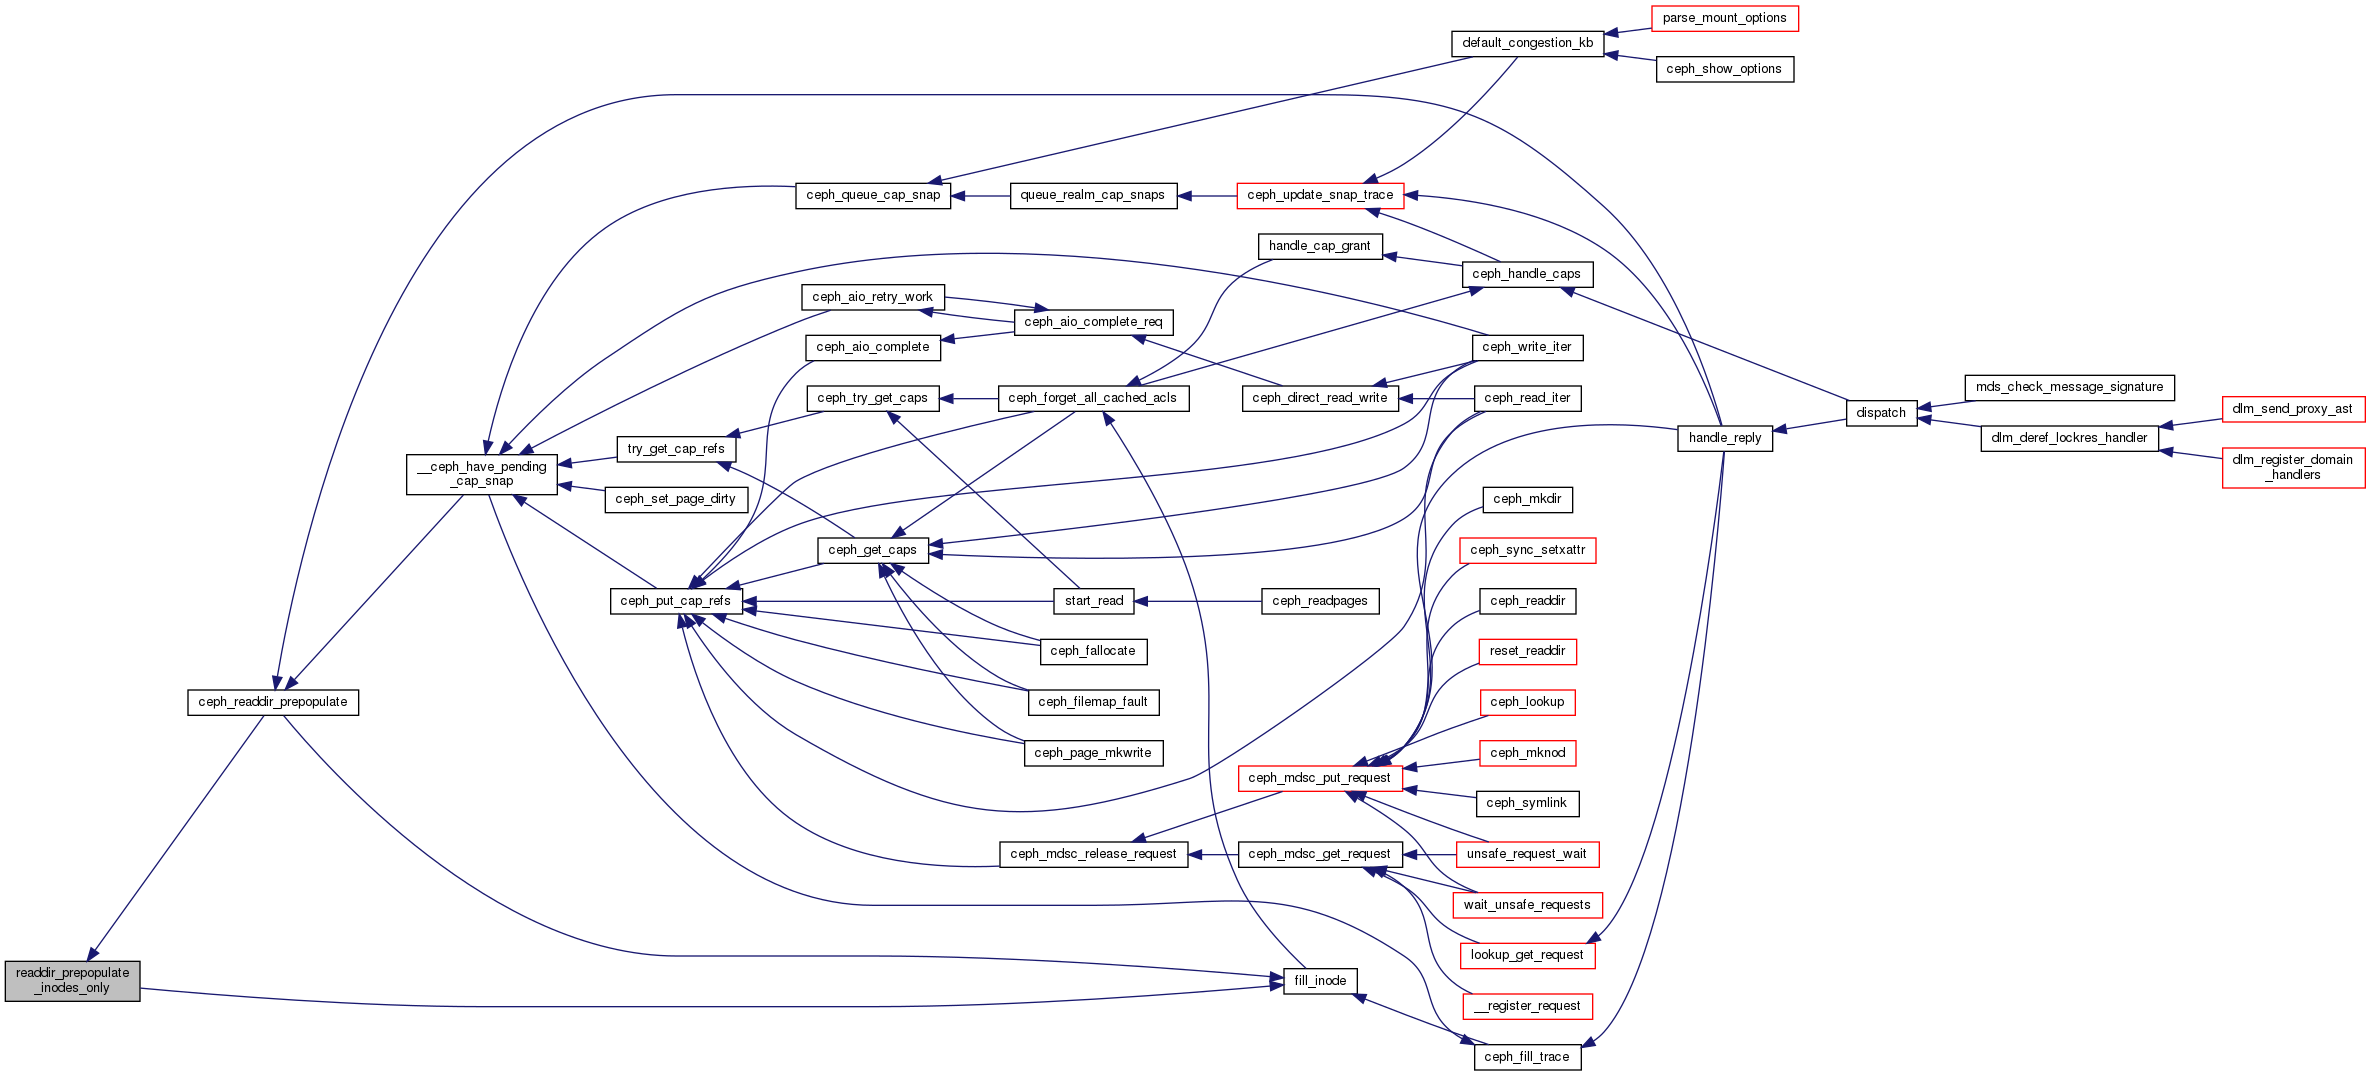 parse_mount_options
default_congestion_kb
ceph_show_options
ceph_queue_cap_snap
queue_realm_cap_snaps
ceph_update_snap_trace
handle_cap_grant
ceph_handle_caps
ceph_aio_retry_work
ceph_aio_complete_req
ceph_aio_complete
ceph_write_iter
ceph_try_get_caps
ceph_forget_all_cached_acls
ceph_direct_read_write
ceph_read_iter
mds_check_message_signature
dispatch
dlm_send_proxy_ast
handle_reply
dlm_deref_lockres_handler
try_get_cap_refs
__ceph_have_pending
_cap_snap
dlm_register_domain
_handlers
ceph_set_page_dirty
ceph_mkdir
ceph_get_caps
ceph_sync_setxattr
ceph_put_cap_refs
start_read
ceph_readpages
ceph_readdir
ceph_fallocate
reset_readdir
ceph_readdir_prepopulate
ceph_filemap_fault
ceph_lookup
ceph_page_mkwrite
ceph_mknod
ceph_mdsc_put_request
ceph_symlink
ceph_mdsc_release_request
ceph_mdsc_get_request
unsafe_request_wait
wait_unsafe_requests
lookup_get_request
readdir_prepopulate
_inodes_only
fill_inode
__register_request
ceph_fill_trace